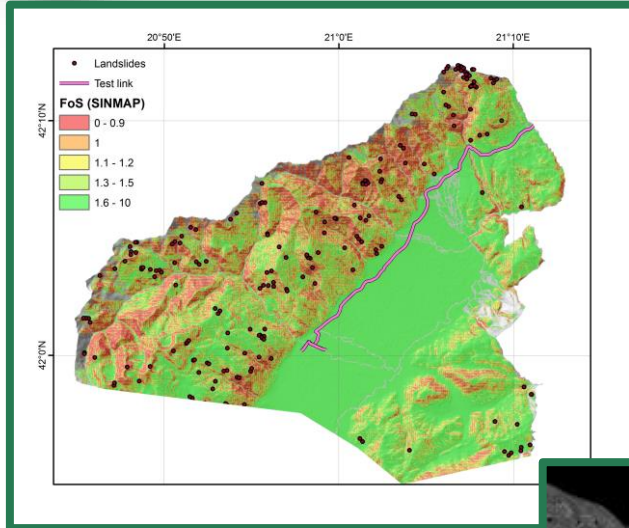 20°50'E
21°0'E
21°10'E
Landslides
Test link
FoS (SINMAP)
0 - 0.9
1
1.1 - 1.2
1.3 - 1.5
1.6 - 10
42°10'N
42°0'N